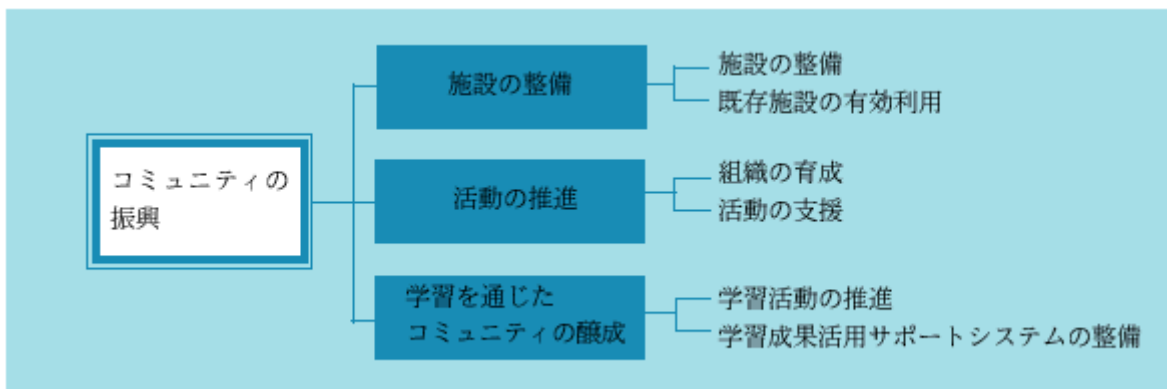 コミュニティの
振興
施設の整備
施設の整備
既存施設の有効利用
活動の推進
組織の育成
活動の支援
学習を通じた
コミュニティの醸成
学習活動の推進
学習成果活用サポートシステムの整備